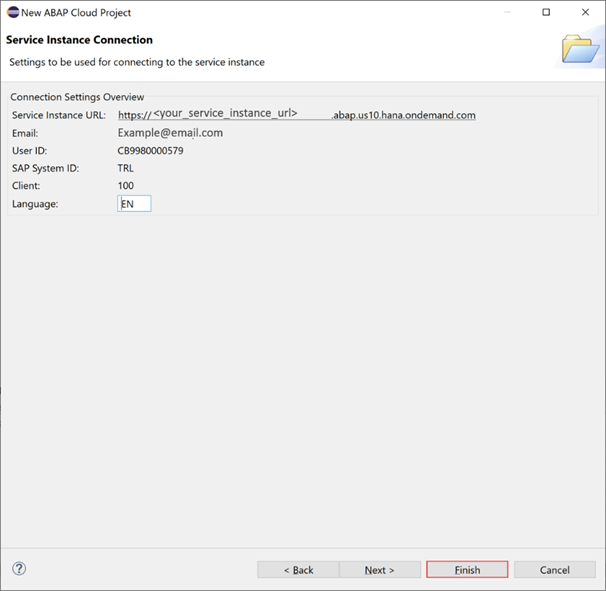 New ABAP Cloud Project
Service Instance Connection
Settings to be used for connecting to the service instance
Connection Settings Overview
Service Instance URL: https://<your_service_instance_url> .abap.us10.hana.ondemand.com
Email: Example@email.com
User ID: CB9980000579
SAP System ID: TRL
Client: 100
Language: EN
< Back Next > Finish Cancel